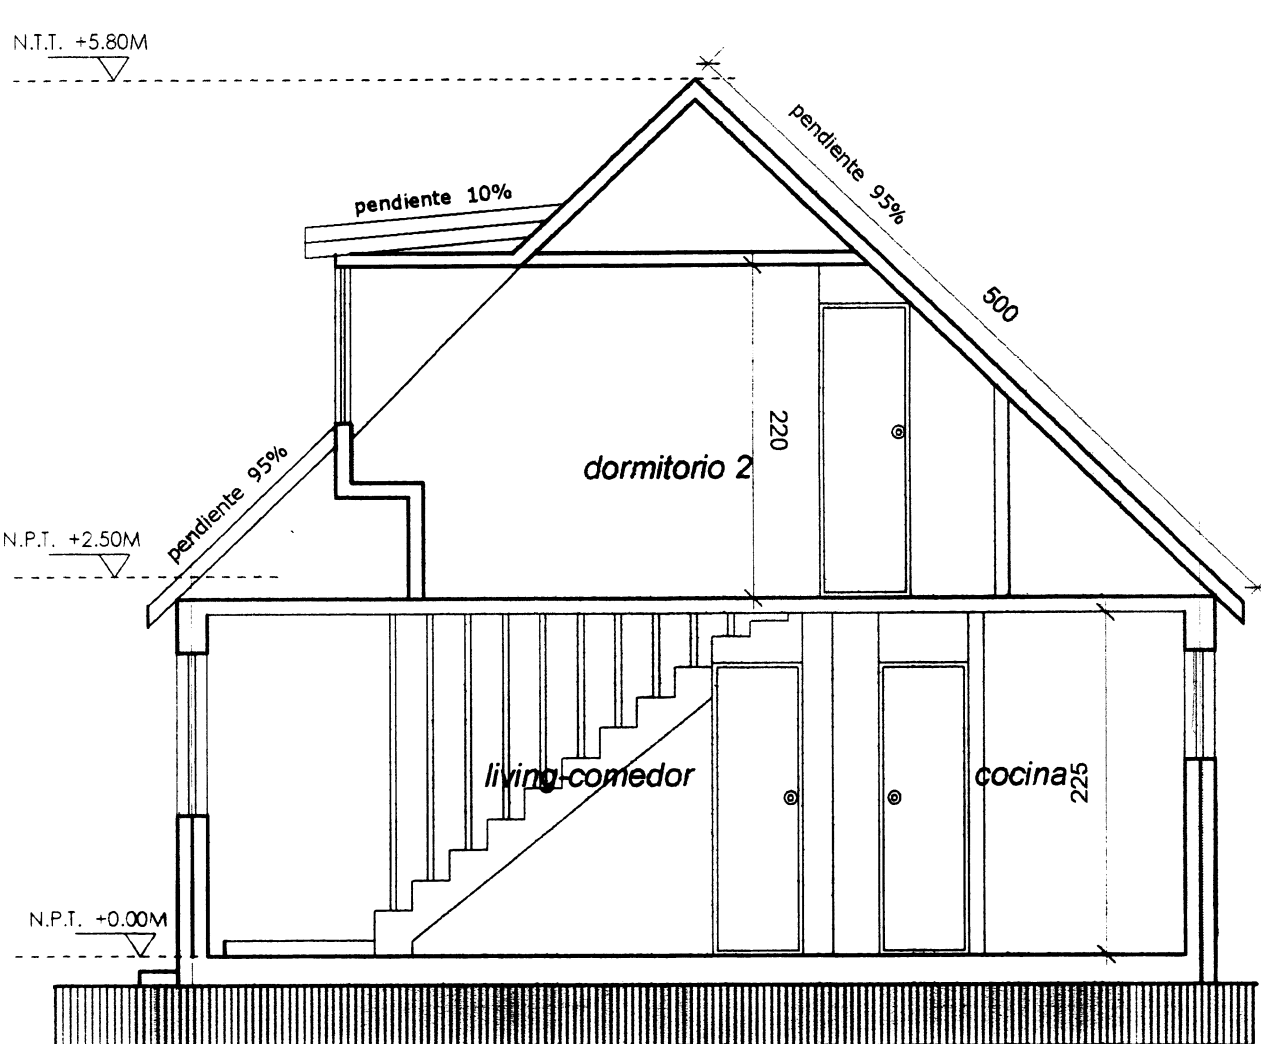 N.T.T. +5.80M
pendiente 95%
pendiente 10%
500
220
dormitorio 2
pendiente 95%
N.P.T. +2.50M
living-comedor
cocina
225
N.P.T. +0.00M